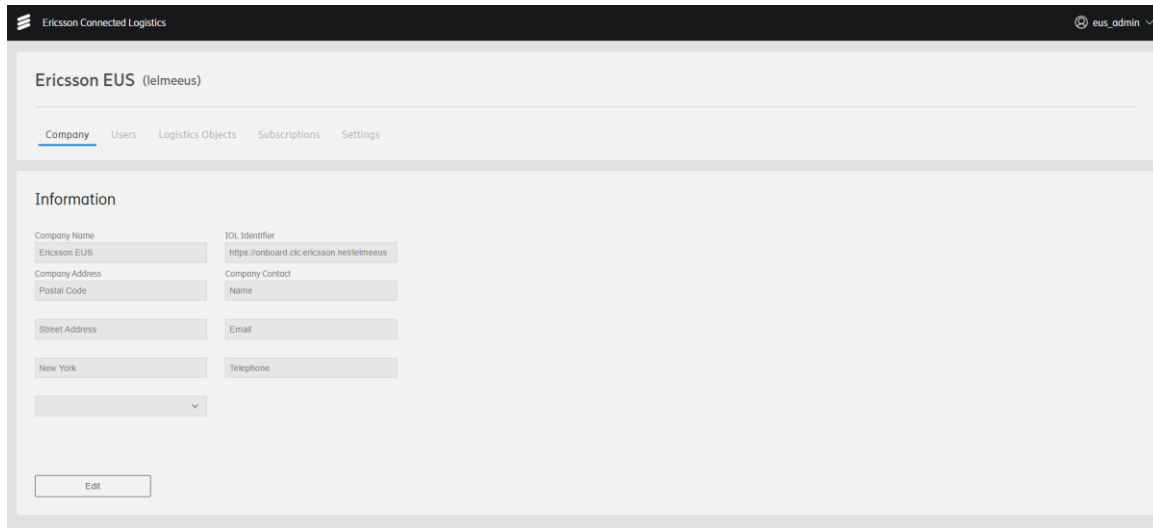 Ericsson Connected Logistics
eus_admin
Ericsson EUS (lelmeeus)
Company Users Logistics Objects Subscriptions Settings
Information
Company Name IOL Identifier
Ericsson EUS https://onboard.clc.ericsson.net/lelmeeus
Company Address Company Contact
Postal Code Name
Street Address Email
New York Telephone
Edit